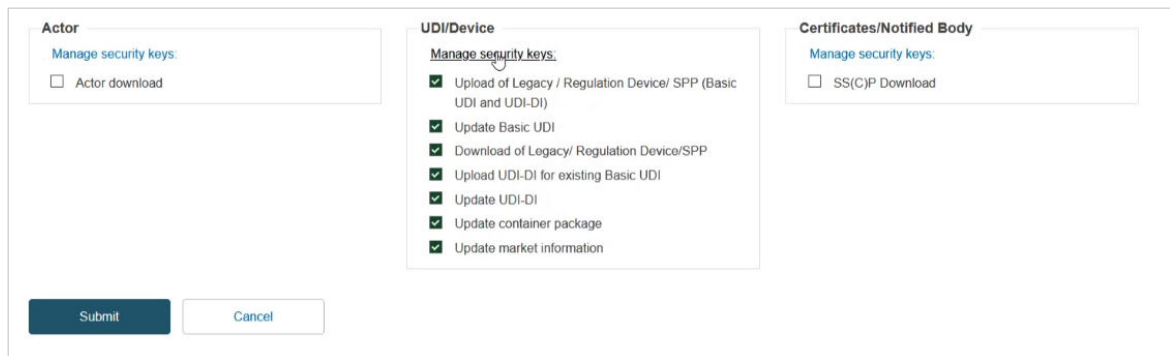 Actor
Manage security keys:
Actor download
UDI/Device
Manage security keys:
Upload of Legacy / Regulation Device/ SPP (Basic
UDI and UDI-DI)
Update Basic UDI
Download of Legacy/ Regulation Device/SPP
Upload UDI-DI for existing Basic UDI
Update UDI-DI
Update container package
Update market information
Certificates/Notified Body
Manage security keys:
SS(C)P Download
Submit
Cancel